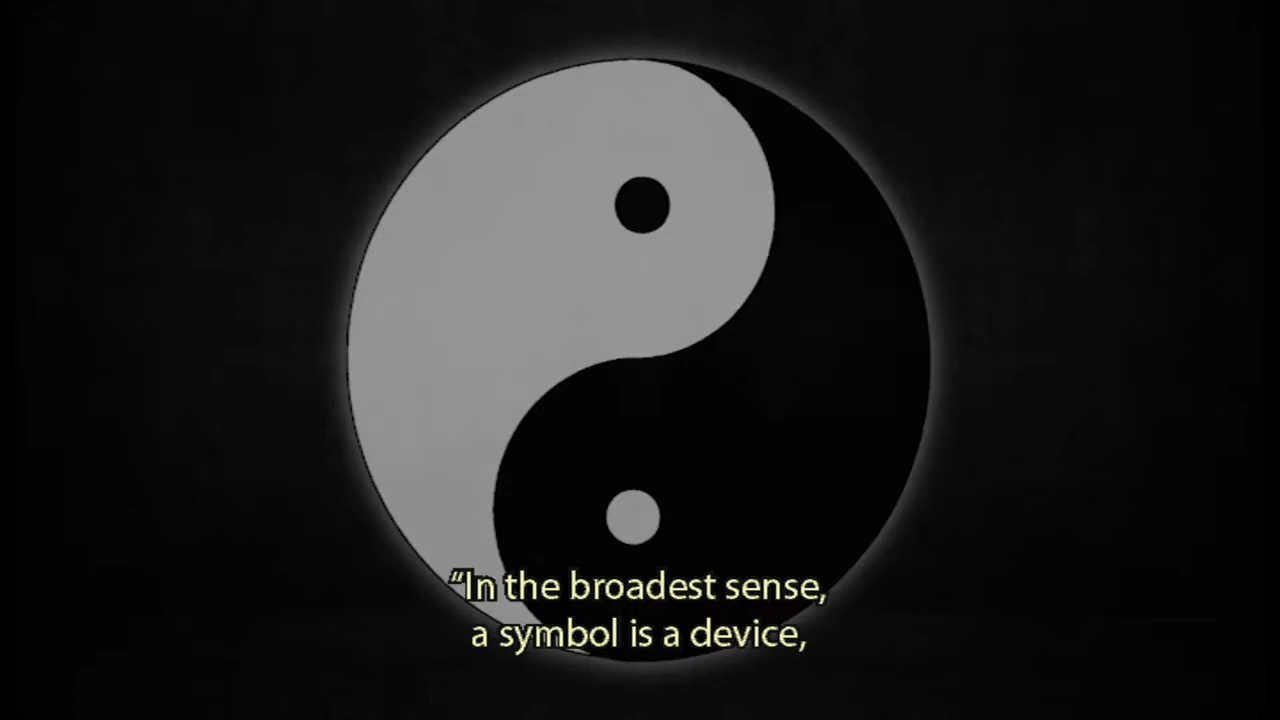 “In the broadest sense,
a symbol is a device,